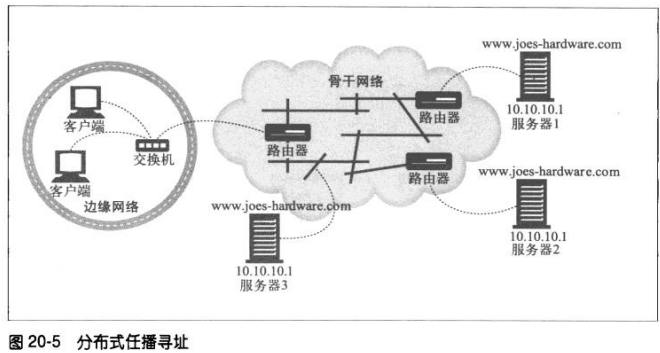 www.joes-hardware.com
骨干网络
10.10.10.1
服务器1
路由器
客户端
交换机
路由器
客户端
边缘网络
路由器
www.joes-hardware.com
www.joes-hardware.com
10.10.10.1
服务器2
10.10.10.1
服务器3
图 20-5 分布式任播寻址